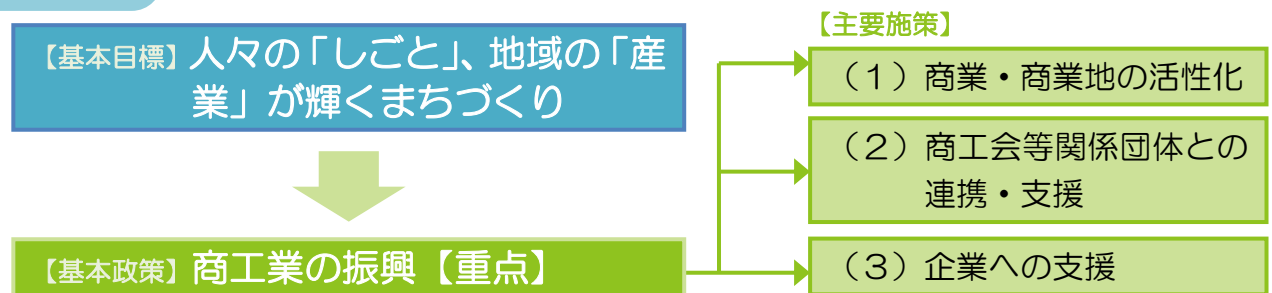 【基本目標】人々の「しごと」、地域の「産
業」が輝くまちづくり
【基本政策】商工業の振興【重点】
【主要施策】
（１）商業・商業地の活性化
（２）商工会等関係団体との
連携・支援
（３）企業への支援